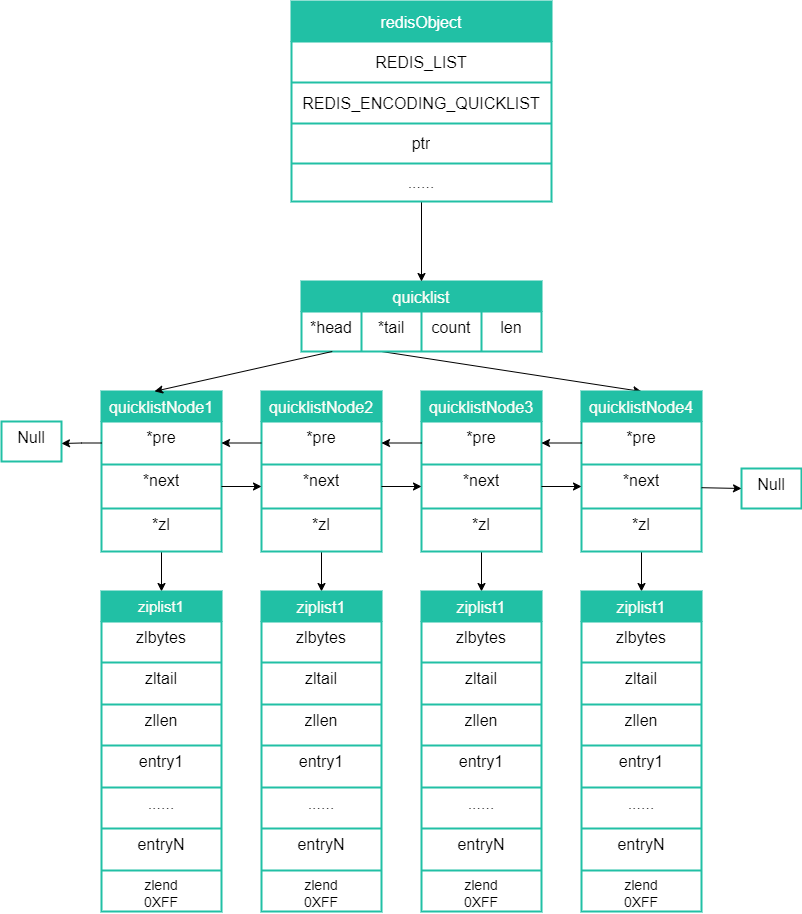 redisObject
REDIS_LIST
REDIS_ENCODING_QUICKLIST
ptr
......
quicklist
*head *tail count len
quicklistNode1 quicklistNode2 quicklistNode3 quicklistNode4
Null *pre *pre *pre *pre
*next *next *next *next Null
*zl *zl *zl *zl
ziplist1 ziplist1 ziplist1 ziplist1
zlbytes zlbytes zlbytes zlbytes
zltail zltail zltail zltail
zllen zllen zllen zllen
entry1 entry1 entry1 entry1
...... ...... ...... ......
entryN entryN entryN entryN
zlend zlend zlend zlend
0XFF 0XFF 0XFF 0XFF